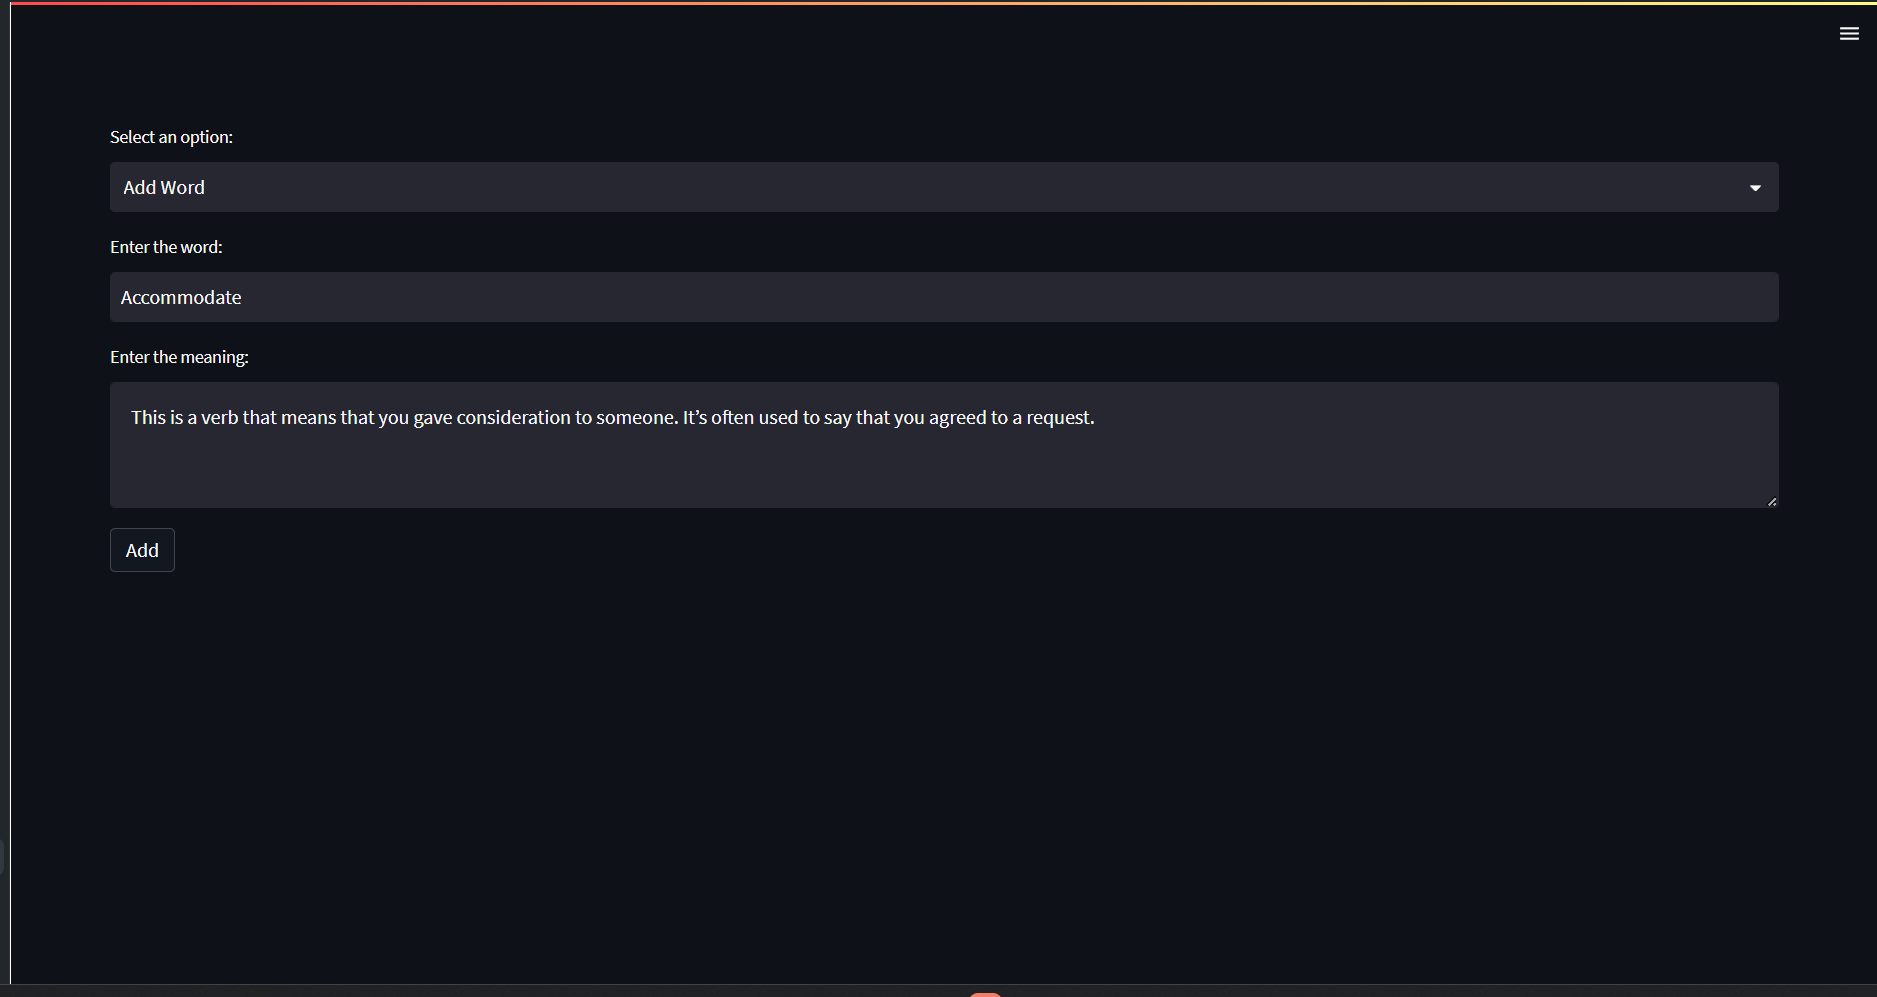 Select an option:
Add Word
Enter the word:
Accommodate
Enter the meaning:
This is a verb that means that you gave consideration to someone. It’s often used to say that you agreed to a request.
Add